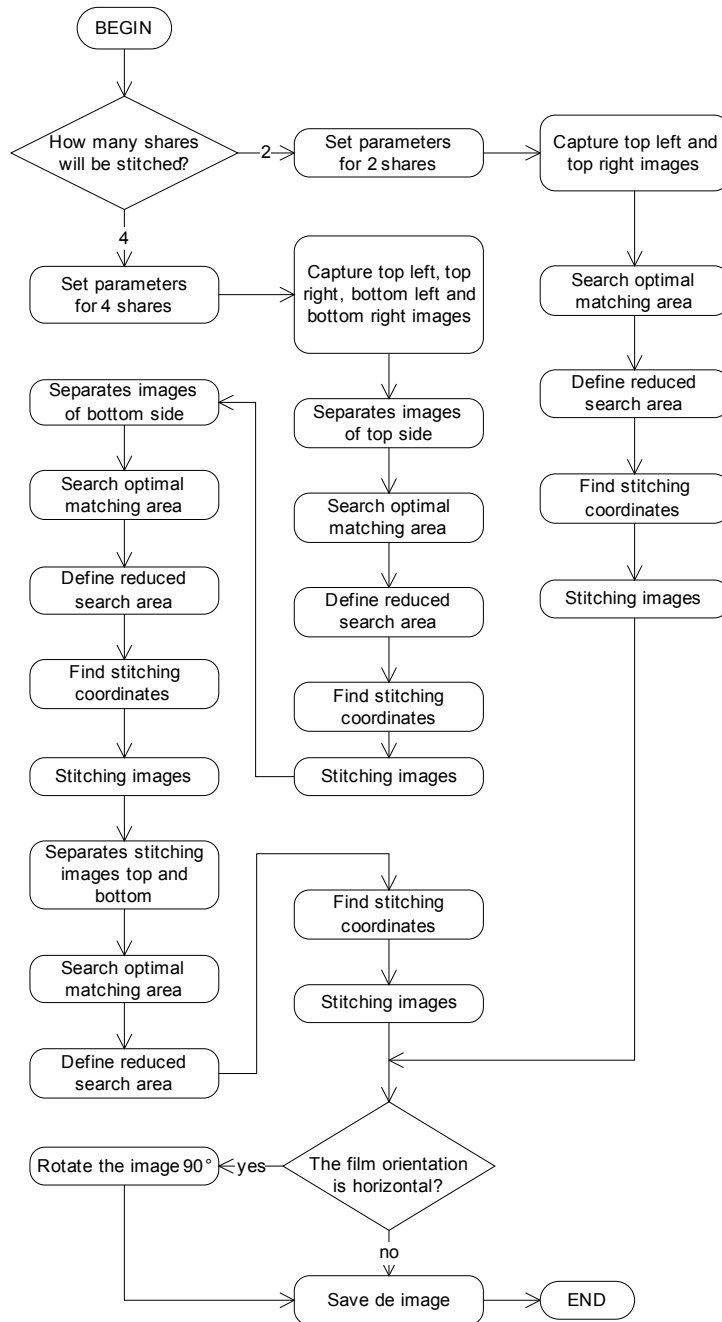 BEGIN
How many shares
will be stitched?
2
Set parameters
for 2 shares
Capture top left and
top right images
4
Set parameters
for 4 shares
Capture top left, top
right, bottom left and
bottom right images
Search optimal
matching area
Define reduced
search area
Find stitching
coordinates
Stitching images
Separates images
of top side
Search optimal
matching area
Define reduced
search area
Find stitching
coordinates
Stitching images
Separates images
of bottom side
Search optimal
matching area
Define reduced
search area
Find stitching
coordinates
Stitching images
Separates stitching
images top and
bottom
Search optimal
matching area
Define reduced
search area
Find stitching
coordinates
Stitching images
The film orientation
is horizontal?
yes
Rotate the image 90°
no
Save de image
END